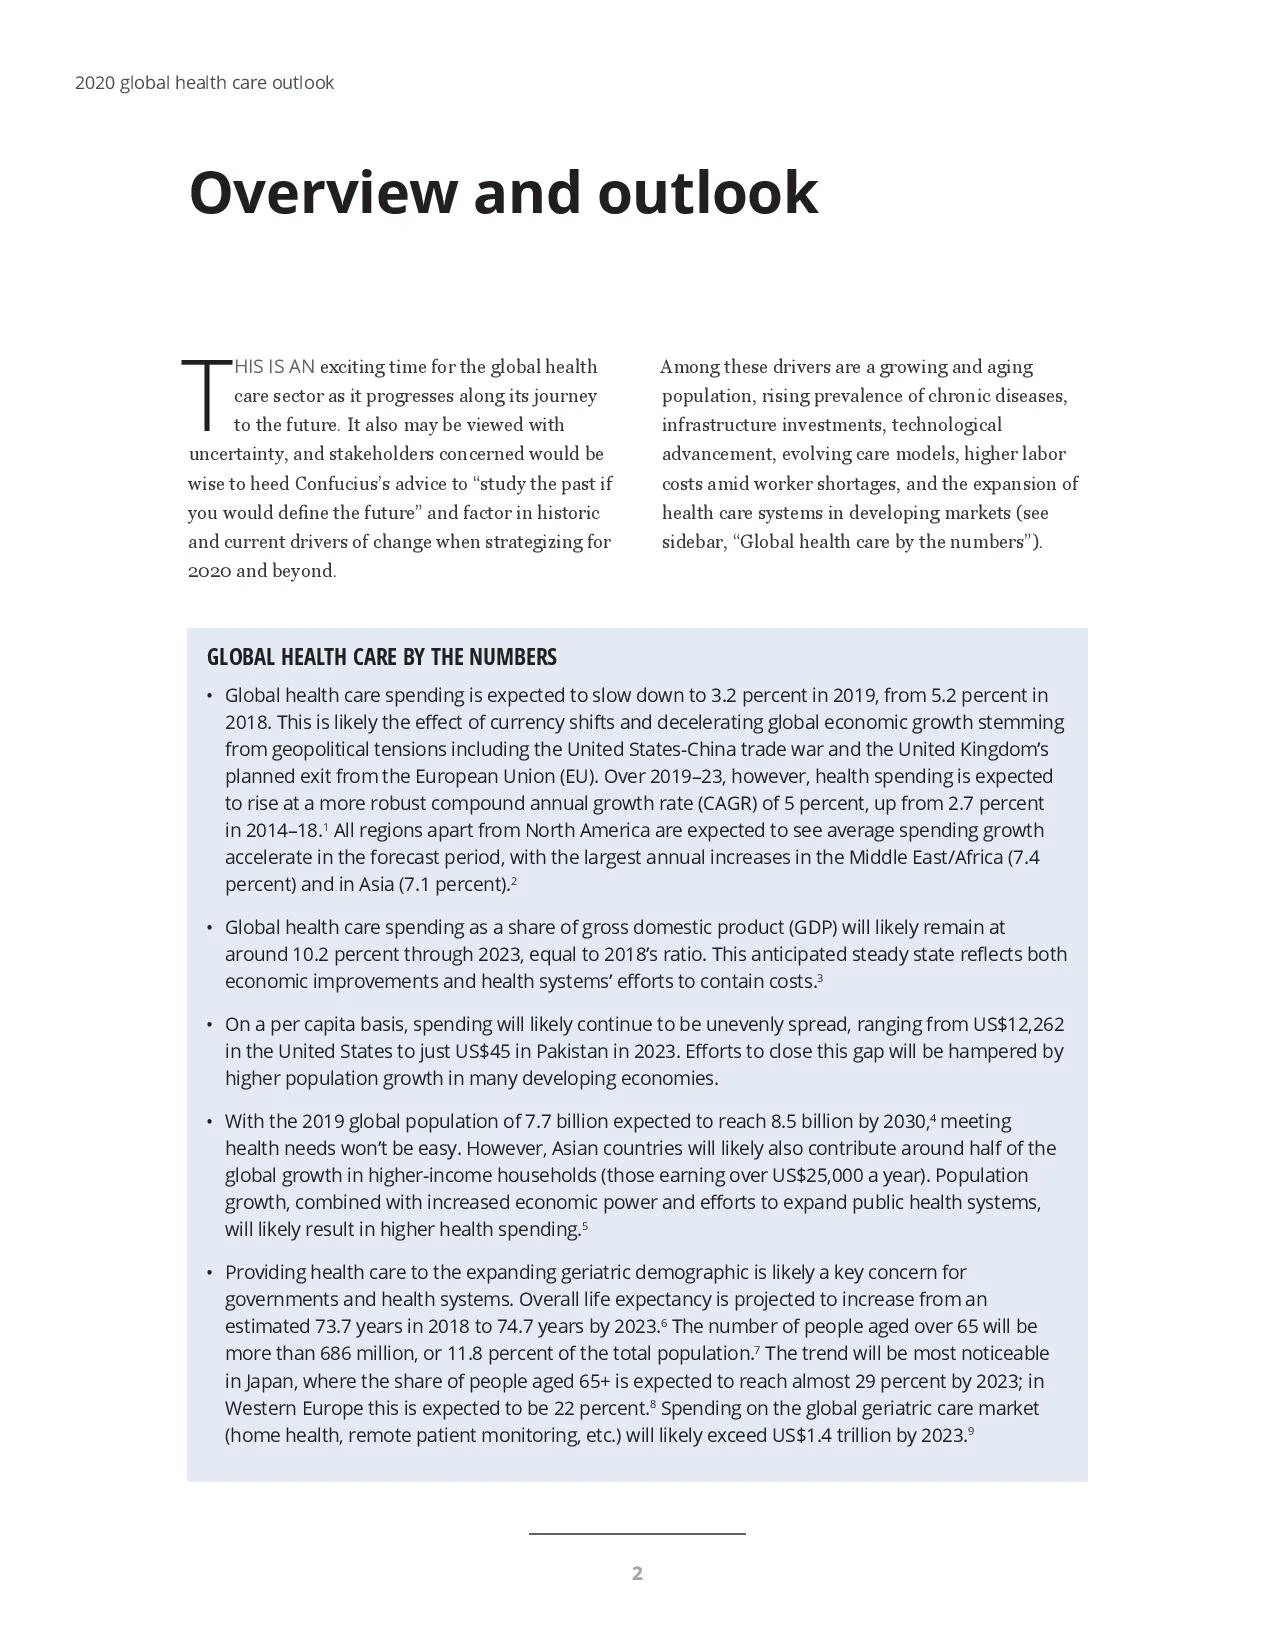 2020 global health care outlook
Overview and outlook
THIS IS AN exciting time for the global health
care sector as it progresses along its journey
to the future. It also may be viewed with
uncertainty, and stakeholders concerned would be
wise to heed Confucius’s advice to “study the past if
you would define the future” and factor in historic
and current drivers of change when strategizing for
2020 and beyond.
Among these drivers are a growing and aging
population, rising prevalence of chronic diseases,
infrastructure investments, technological
advancement, evolving care models, higher labor
costs amid worker shortages, and the expansion of
health care systems in developing markets (see
sidebar, “Global health care by the numbers”).
GLOBAL HEALTH CARE BY THE NUMBERS
• Global health care spending is expected to slow down to 3.2 percent in 2019, from 5.2 percent in
2018. This is likely the effect of currency shifts and decelerating global economic growth stemming
from geopolitical tensions including the United States-China trade war and the United Kingdom’s
planned exit from the European Union (EU). Over 2019–23, however, health spending is expected
to rise at a more robust compound annual growth rate (CAGR) of 5 percent, up from 2.7 percent
in 2014–18.¹ All regions apart from North America are expected to see average spending growth
accelerate in the forecast period, with the largest annual increases in the Middle East/Africa (7.4
percent) and in Asia (7.1 percent).²
• Global health care spending as a share of gross domestic product (GDP) will likely remain at
around 10.2 percent through 2023, equal to 2018’s ratio. This anticipated steady state reflects both
economic improvements and health systems’ efforts to contain costs.³
• On a per capita basis, spending will likely continue to be unevenly spread, ranging from US$12,262
in the United States to just US$45 in Pakistan in 2023. Efforts to close this gap will be hampered by
higher population growth in many developing economies.
• With the 2019 global population of 7.7 billion expected to reach 8.5 billion by 2030,⁴ meeting
health needs won’t be easy. However, Asian countries will likely also contribute around half of the
global growth in higher-income households (those earning over US$25,000 a year). Population
growth, combined with increased economic power and efforts to expand public health systems,
will likely result in higher health spending.⁵
• Providing health care to the expanding geriatric demographic is likely a key concern for
governments and health systems. Overall life expectancy is projected to increase from an
estimated 73.7 years in 2018 to 74.7 years by 2023.⁶ The number of people aged over 65 will be
more than 686 million, or 11.8 percent of the total population.⁷ The trend will be most noticeable
in Japan, where the share of people aged 65+ is expected to reach almost 29 percent by 2023; in
Western Europe this is expected to be 22 percent.⁸ Spending on the global geriatric care market
(home health, remote patient monitoring, etc.) will likely exceed US$1.4 trillion by 2023.⁹
2